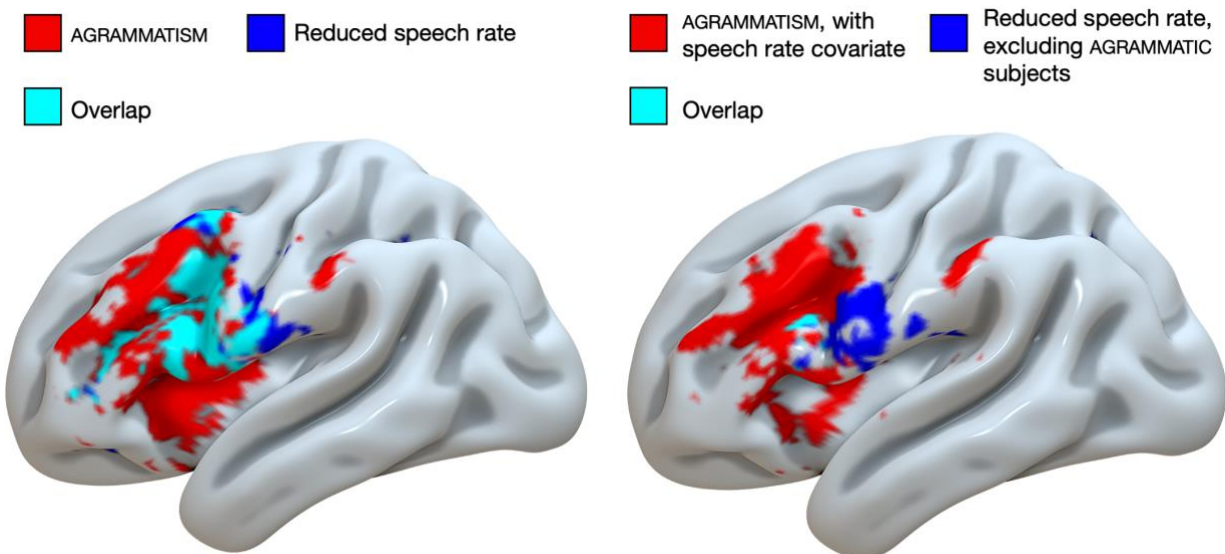 AGRAMMATISM
Reduced speech rate
Overlap
AGRAMMATISM, with
speech rate covariate
Reduced speech rate,
excluding AGRAMMATIC
subjects
Overlap